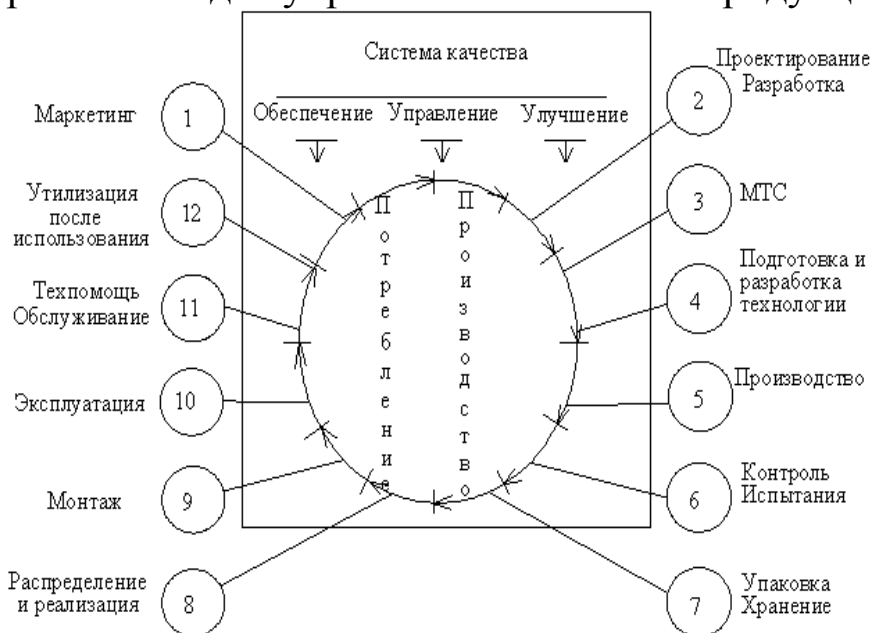 Система качества
Обеспечение Управление Улучшение
Маркетинг
1
Проектирование
Разработка
2
МТС
3
Подготовка и
разработка
технологии
4
Производство
5
Контроль
Испытания
6
Упаковка
Хранение
7
Распределение
и реализация
8
Монтаж
9
Эксплуатация
10
Техпомощь
Обслуживание
11
Утилизация
после
использования
12
Потребление
Производство